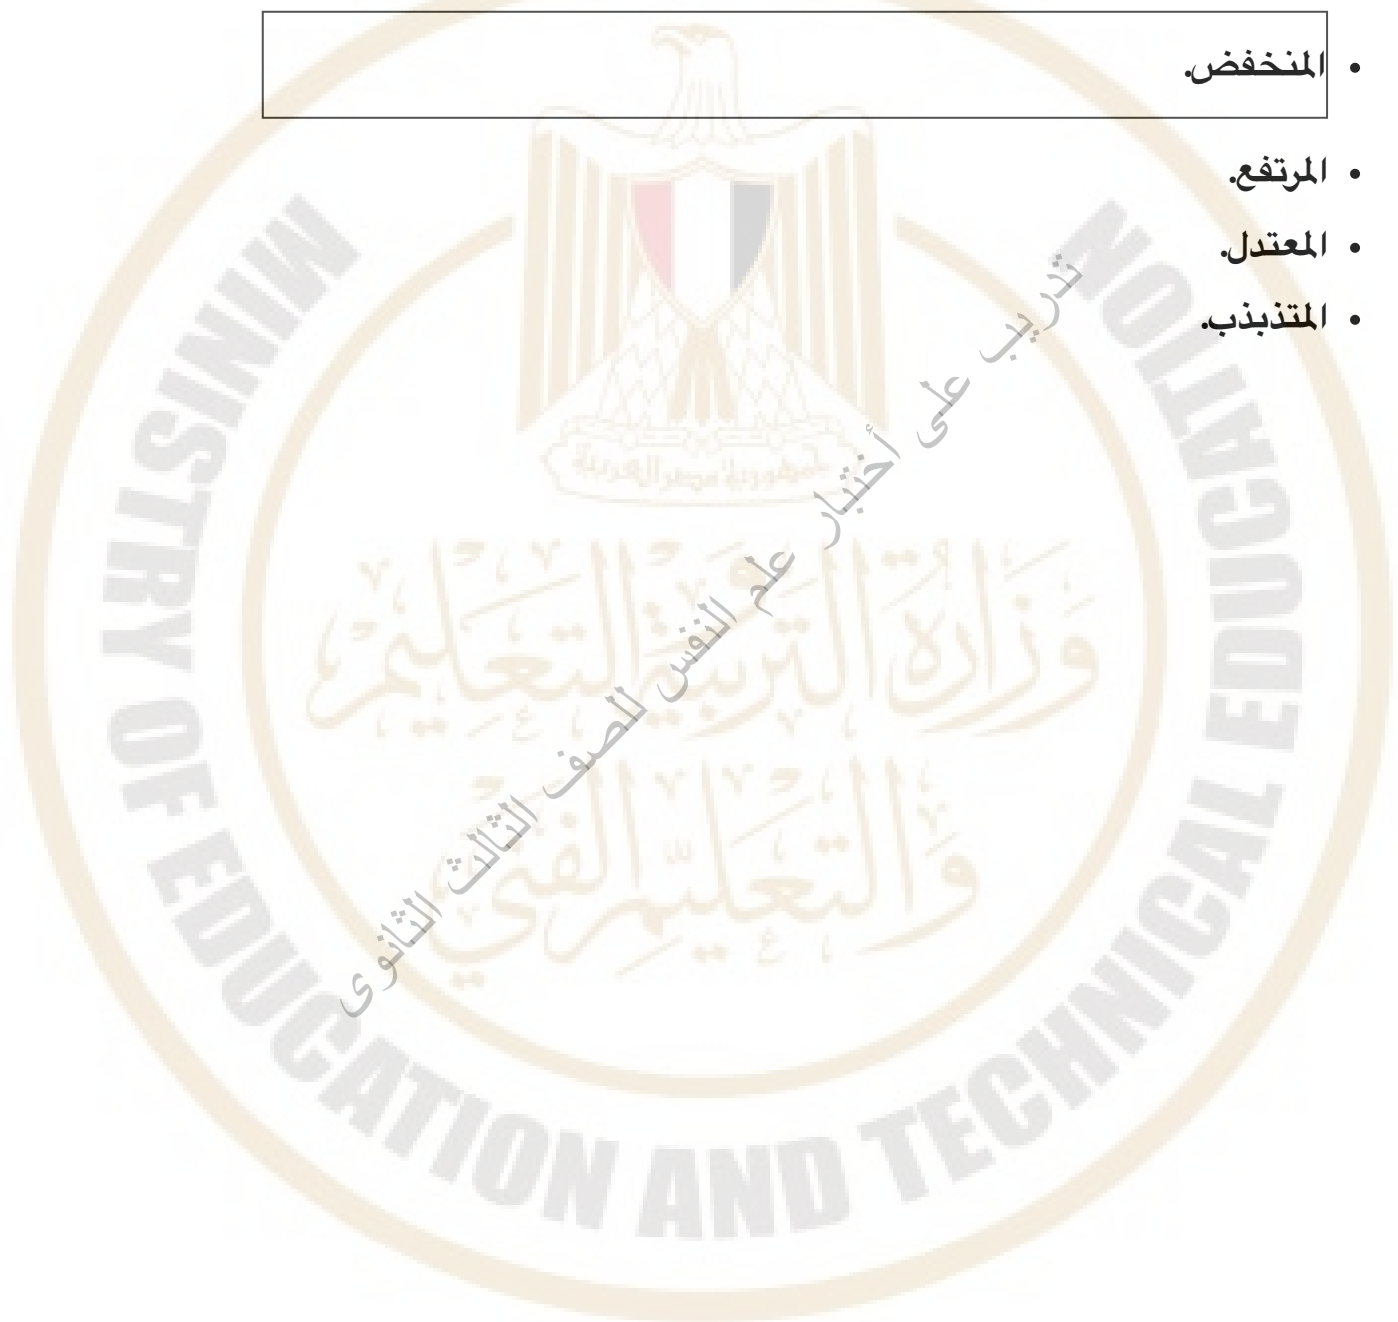 • المنخفض.
• المرتفع.
• المعتدل.
• المتذبذب.
تدريب على أختبار علم النفس للصف الثالث الثانوى
جمهورية مصر العربية
وزارة التربية والتعليم
والتعليم الفني
MINISTRY OF EDUCATION AND TECHNICAL EDUCATION